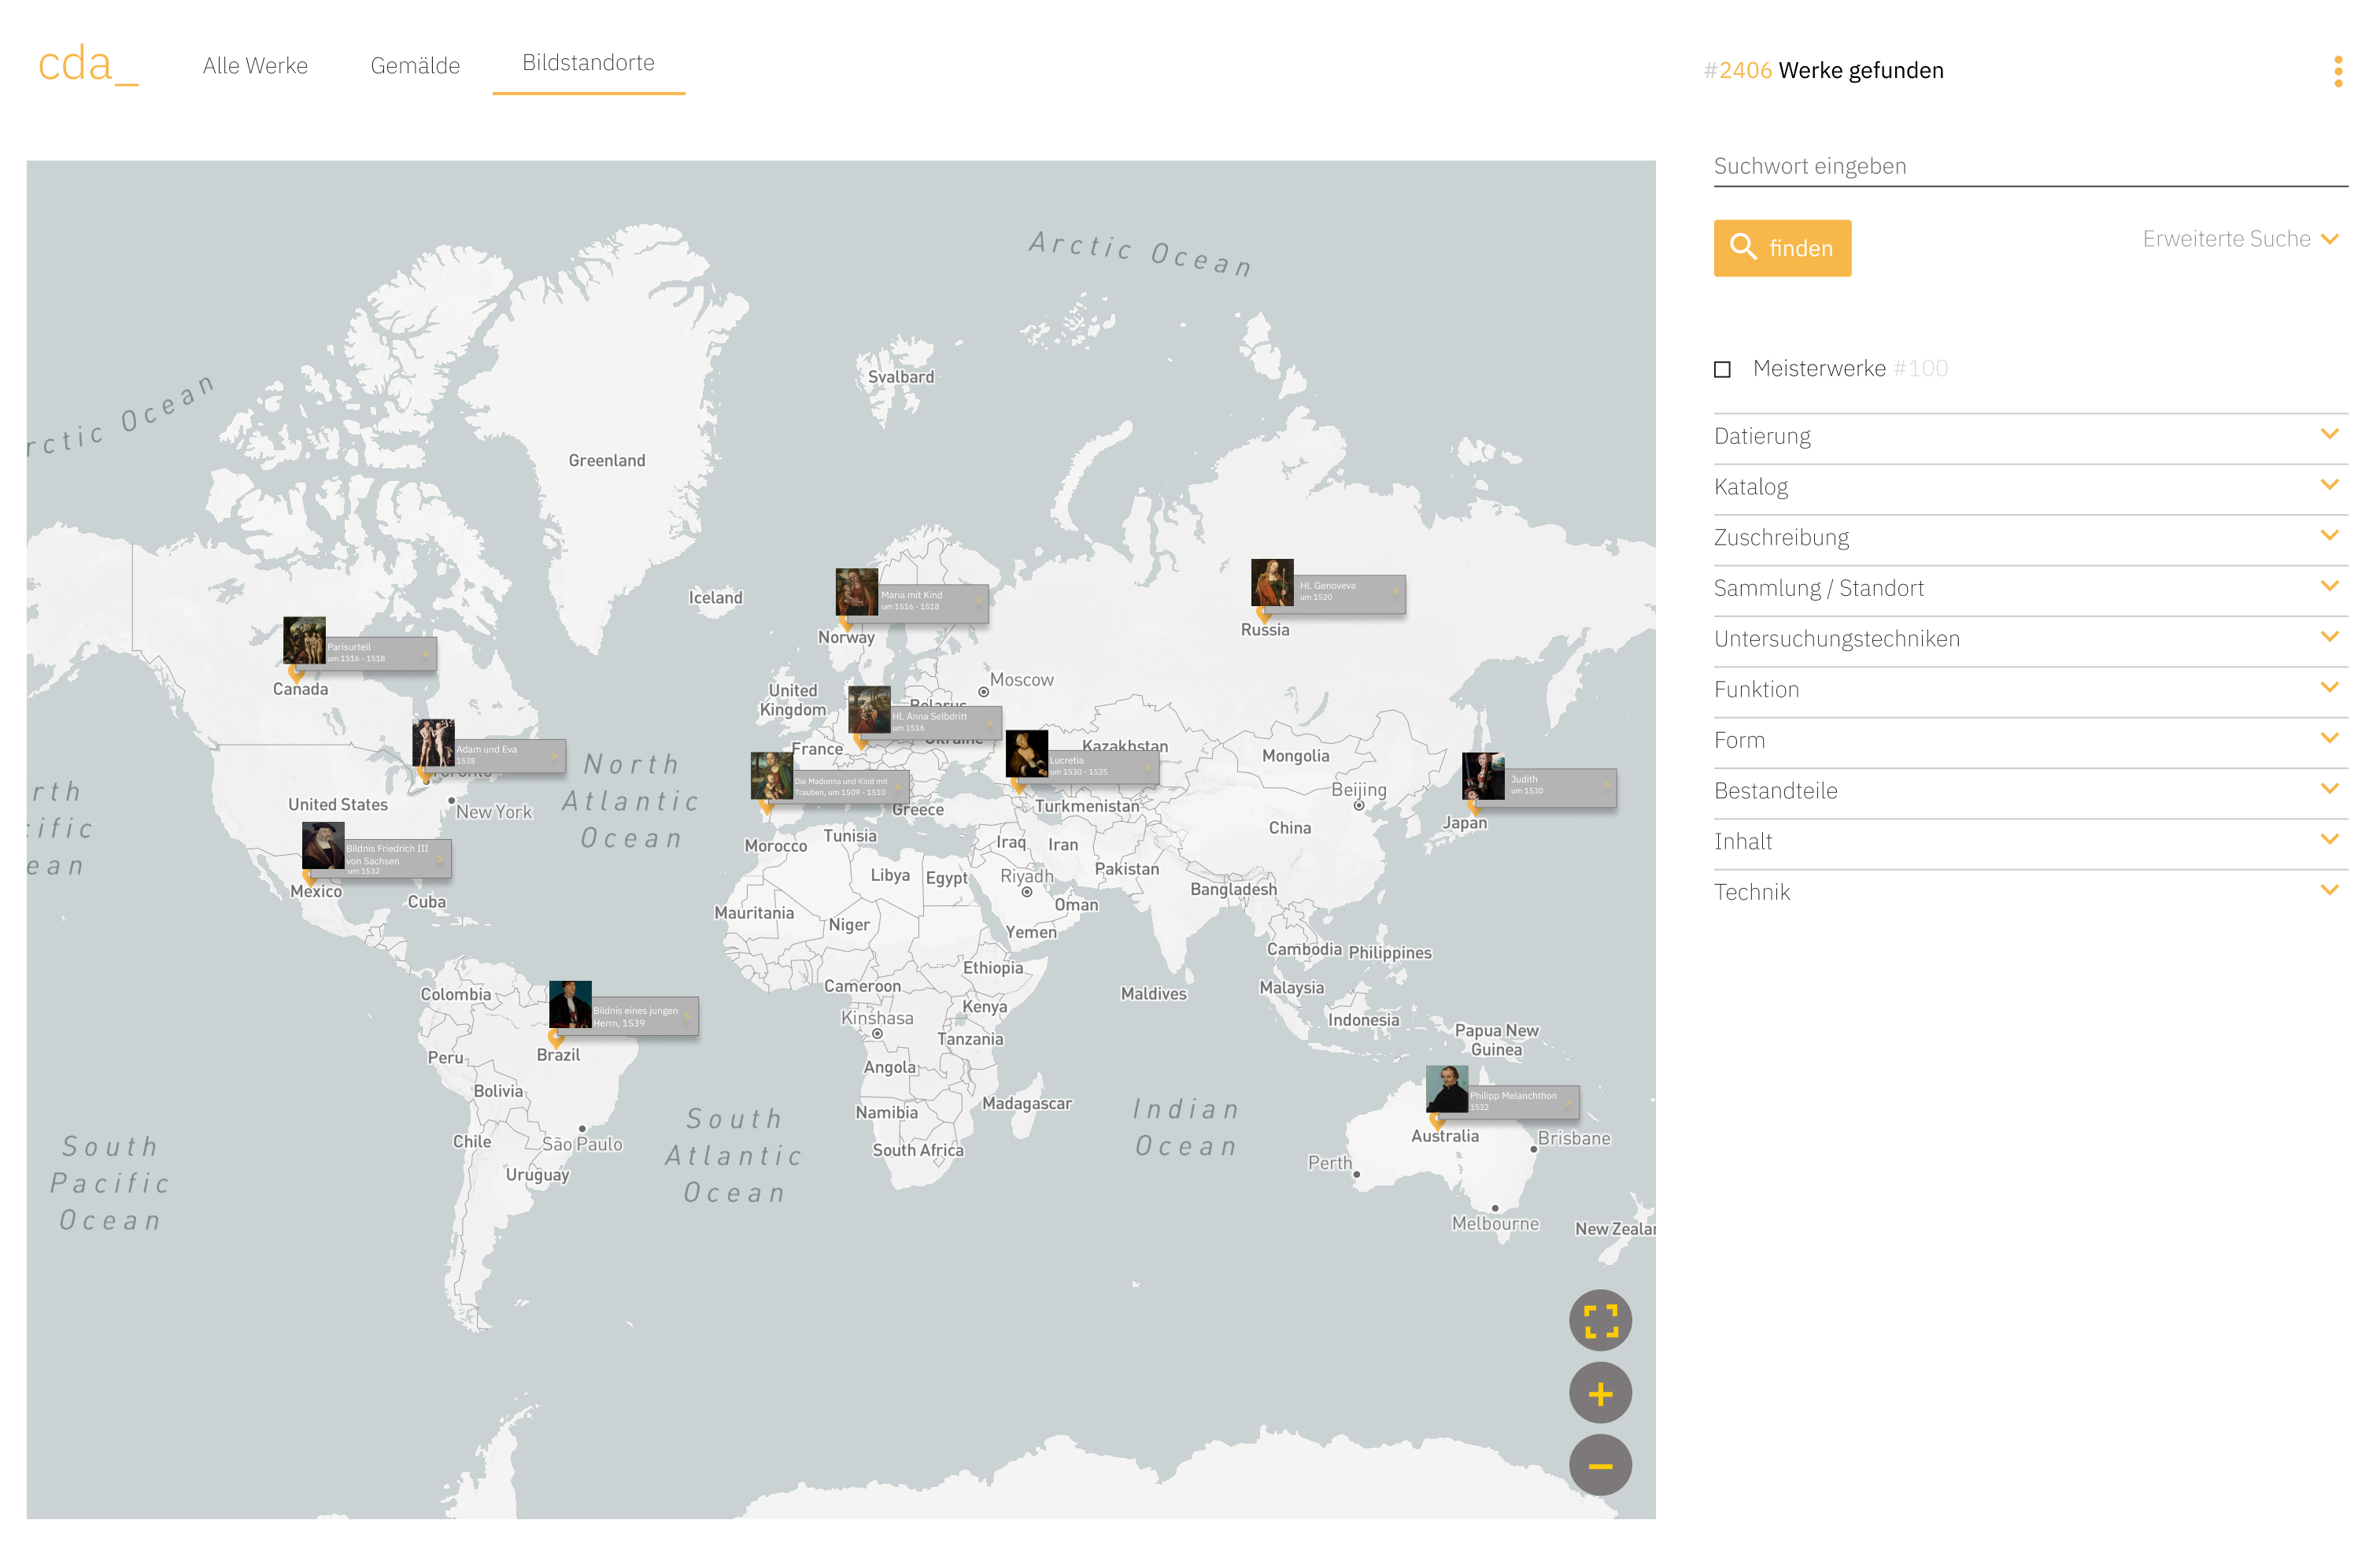 cda_
Alle Werke
Gemälde
Bildstandorte
#2406 Werke gefunden
Suchwort eingeben
finden
Erweiterte Suche
Meisterwerke #100
Datierung
Katalog
Zuschreibung
Sammlung / Standort
Untersuchungstechniken
Funktion
Form
Bestandteile
Inhalt
Technik
Arctic Ocean
rctic Ocean
Svalbard
Greenland
Iceland
Maria mit Kind
um 1516 - 1518
Norway
Hl. Genoveva
um 1520
Russia
Parisurteil
um 1516 - 1518
Canada
Moscow
United
Kingdom
Belarus
Hl. Anna Selbdritt
um 1516
Ukraine
France
Adam und Eva
1538
Toronto
North
Atlantic
Ocean
Kazakhstan
Lucretia
um 1530 - 1535
Mongolia
Judith
um 1530
Die Madonna und Kind mit
Trauben, um 1509 - 1510
rth
cific
ean
United States
New York
Greece
Turkmenistan
Beijing
Japan
China
Tunisia
Morocco
Iraq
Iran
Bildnis Friedrich III
von Sachsen
um 1532
Mexico
Cuba
Libya
Egypt
Riyadh
Pakistan
Bangladesh
Oman
Mauritania
Niger
Yemen
Cambodia
Philippines
Ethiopia
Cameroon
Maldives
Malaysia
Colombia
Kenya
Kinshasa
Indonesia
Bildnis eines jungen
Herrn, 1539
Brazil
Tanzania
Papua New
Guinea
Peru
Angola
Bolivia
Philipp Melanchthon
1532
Australia
Namibia
Madagascar
Indian
Ocean
South
Atlantic
Ocean
Chile
São Paulo
South Africa
Brisbane
Perth
Uruguay
South
Pacific
Ocean
Melbourne
New Zealar